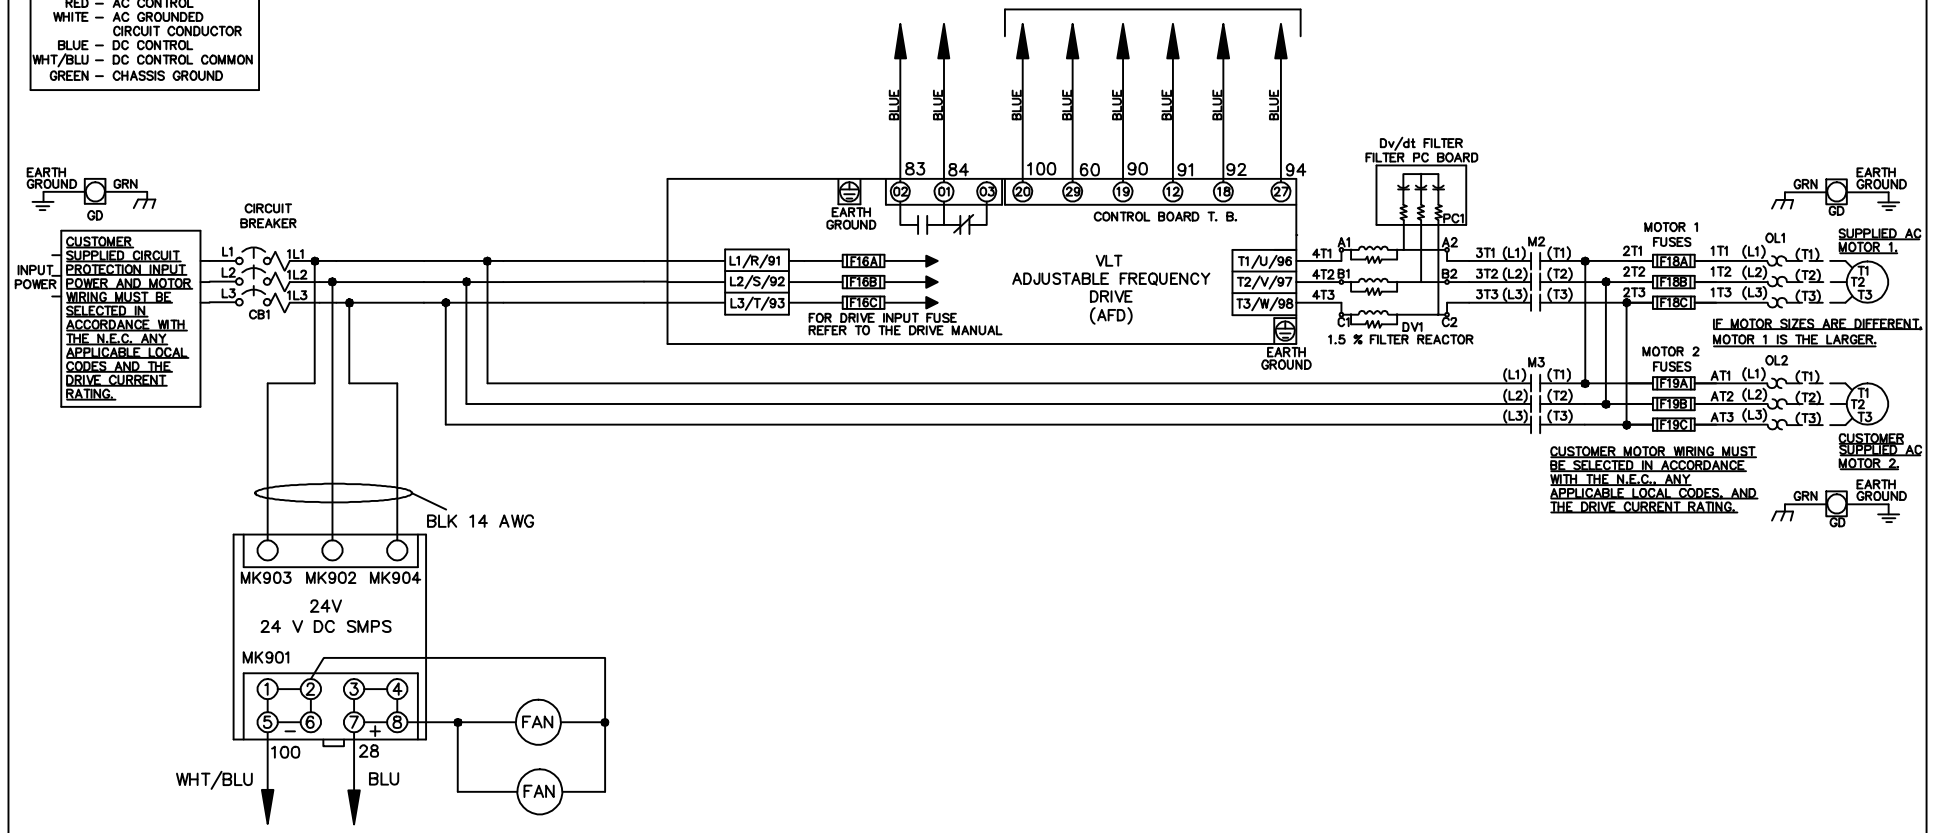 RED – AC CONTROL
WHITE – AC GROUNDED
CIRCUIT CONDUCTOR
BLUE – DC CONTROL
WHT/BLU – DC CONTROL COMMON
GREEN – CHASSIS GROUND
BLUE
BLUE
BLUE
BLUE
BLUE
BLUE
BLUE
BLUE
83
84
100
60
90
91
92
94
02
01
03
20
29
19
12
18
27
EARTH
GROUND
CONTROL BOARD T. B.
EARTH
GROUND
GRN
GD
CIRCUIT
BREAKER
CUSTOMER
SUPPLIED CIRCUIT
PROTECTION INPUT
POWER AND MOTOR
WIRING MUST BE
SELECTED IN
ACCORDANCE WITH
THE N.E.C. ANY
APPLICABLE LOCAL
CODES AND THE
DRIVE CURRENT
RATING.
INPUT
POWER
L1
L2
L3
1L1
1L2
1L3
CB1
L1/R/91
L2/S/92
L3/T/93
F16A
F16B
F16C
FOR DRIVE INPUT FUSE
REFER TO THE DRIVE MANUAL
VLT
ADJUSTABLE FREQUENCY
DRIVE
(AFD)
T1/U/96
T2/V/97
T3/W/98
EARTH
GROUND
4T1
4T2
4T3
A1
B1
C1
A2
B2
C2
Dv/dt FILTER
FILTER PC BOARD
PC1
DV1
1.5 % FILTER REACTOR
M2
3T1 (L1) (T1)
3T2 (L2) (T2)
3T3 (L3) (T3)
MOTOR 1
FUSES
2T1 F18A 1T1 (L1) (T1)
2T2 F18B 1T2 (L2) (T2)
2T3 F18C 1T3 (L3) (T3)
OL1
T1
T2
T3
GRN
GD
EARTH
GROUND
SUPPLIED AC
MOTOR 1.
IF MOTOR SIZES ARE DIFFERENT,
MOTOR 1 IS THE LARGER.
M3
(L1) (T1)
(L2) (T2)
(L3) (T3)
MOTOR 2
FUSES
F19A AT1 (L1) (T1)
F19B AT2 (L2) (T2)
F19C AT3 (L3) (T3)
OL2
T1
T2
T3
CUSTOMER
SUPPLIED AC
MOTOR 2.
CUSTOMER MOTOR WIRING MUST
BE SELECTED IN ACCORDANCE
WITH THE N.E.C., ANY
APPLICABLE LOCAL CODES, AND
THE DRIVE CURRENT RATING.
GRN
GD
EARTH
GROUND
BLK 14 AWG
MK903 MK902 MK904
24V
24 V DC SMPS
MK901
1 2 3 4
5 6 7 8
– +
100
28
WHT/BLU
BLU
FAN
FAN